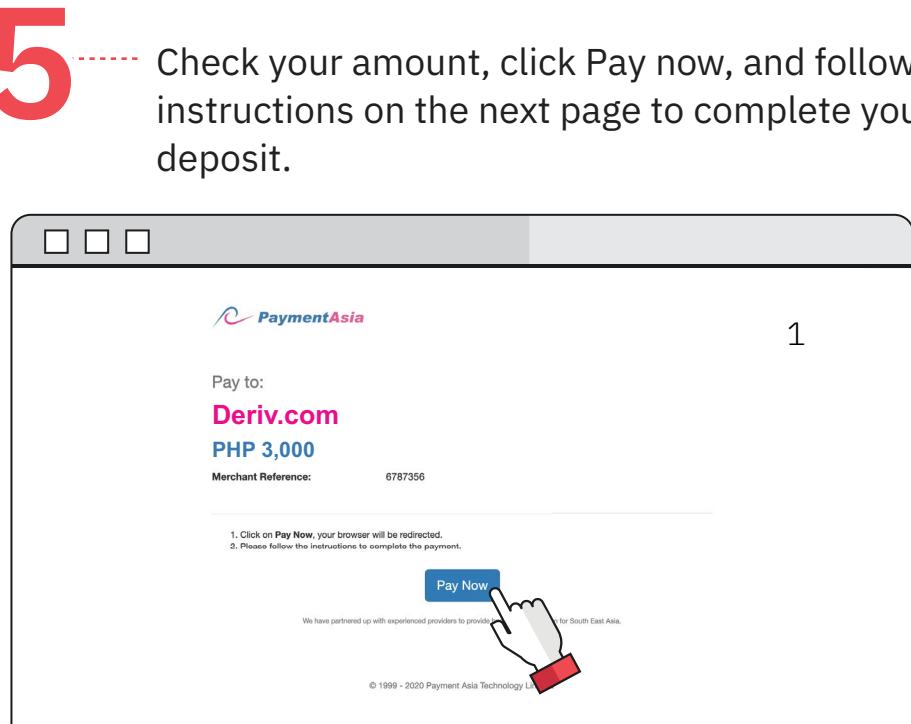 5
Check your amount, click Pay now, and follow
instructions on the next page to complete you
deposit.
PaymentAsia
1
Pay to:
Deriv.com
PHP 3,000
Merchant Reference: 6787356
1. Click on Pay Now, your browser will be redirected.
2. Please follow the instructions to complete the payment.
Pay Now
We have partnered up with experienced providers to provide for South East Asia.
© 1999 - 2020 Payment Asia Technology